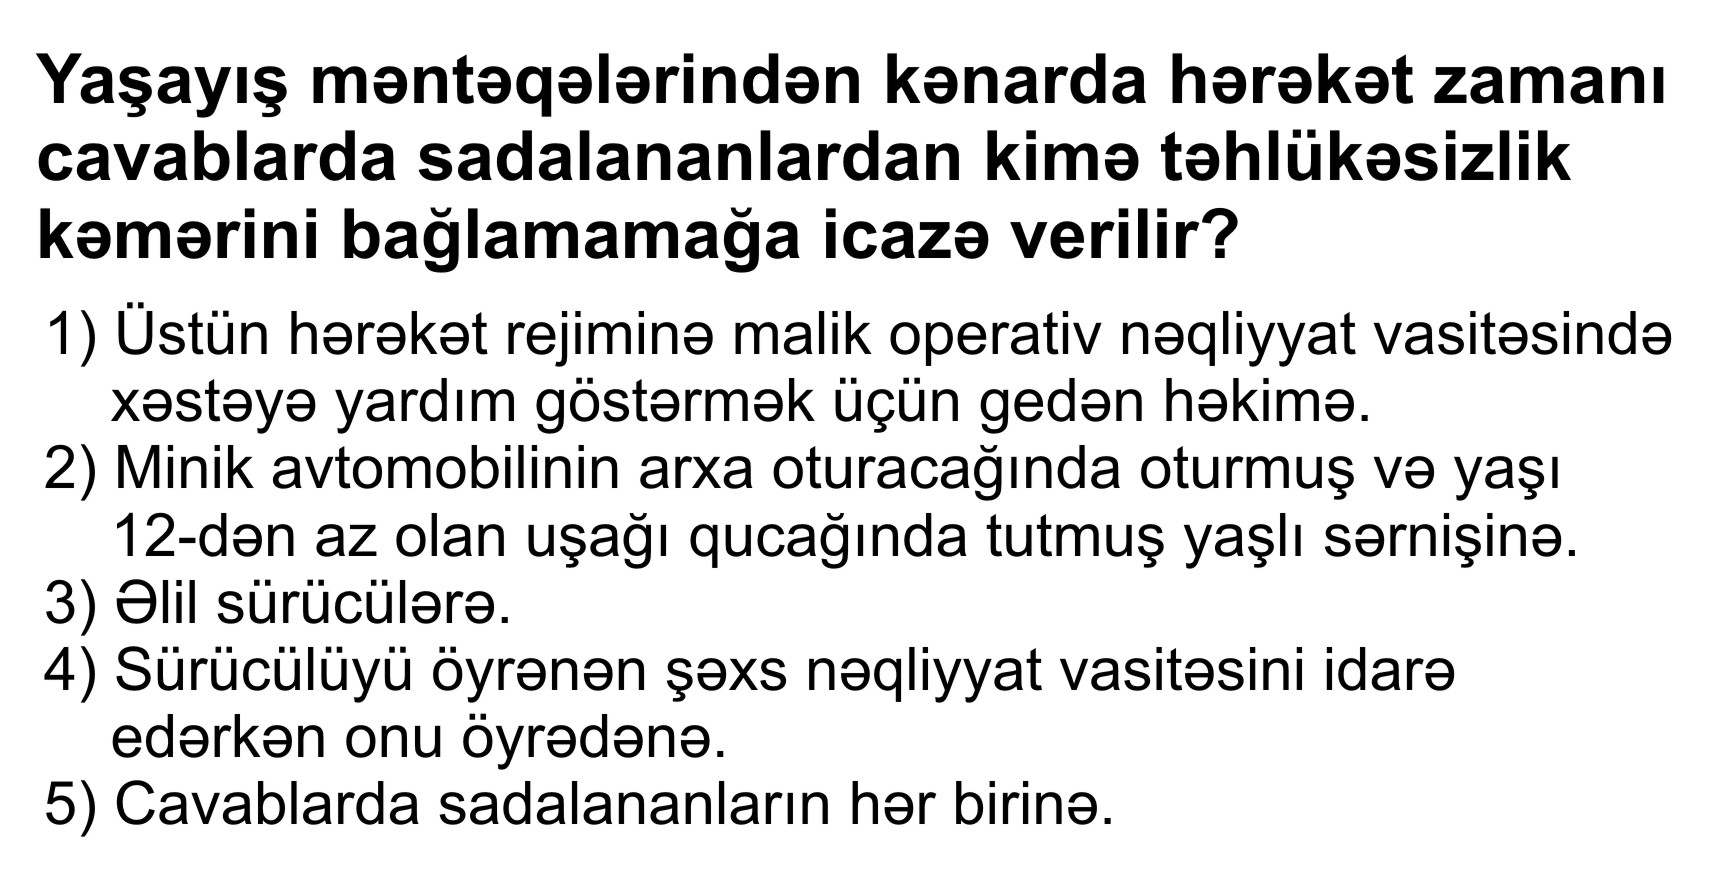 Yaşayış məntəqələrindən kənarda hərəkət zamanı
cavablarda sadalananlardan kimə təhlükəsizlik
kəmərini bağlamamağa icazə verilir?
1) Üstün hərəkət rejiminə malik operativ nəqliyyat vasitəsində
xəstəyə yardım göstərmək üçün gedən həkimə.
2) Minik avtomobilinin arxa oturacağında oturmuş və yaşı
12-dən az olan uşağı qucağında tutmuş yaşlı sərnişinə.
3) Əlil sürücülərə.
4) Sürücülüyü öyrənən şəxs nəqliyyat vasitəsini idarə
edərkən onu öyrədənə.
5) Cavablarda sadalananların hər birinə.